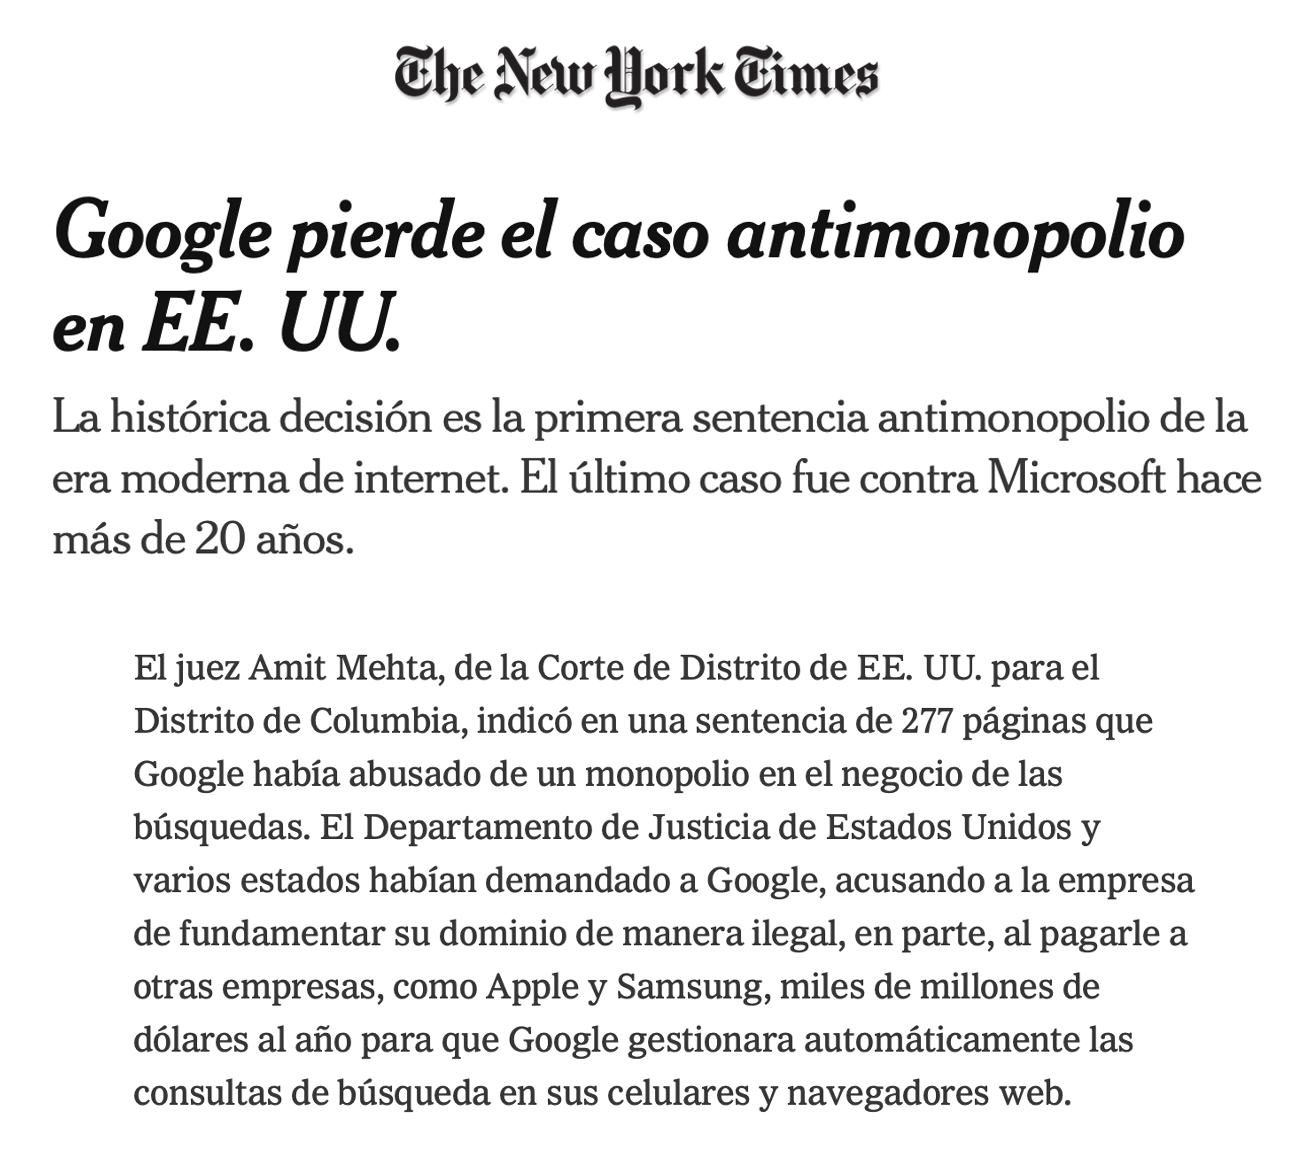 The New York Times
Google pierde el caso antimonopolio
en EE. UU.
La histórica decisión es la primera sentencia antimonopolio de la
era moderna de internet. El último caso fue contra Microsoft hace
más de 20 años.
El juez Amit Mehta, de la Corte de Distrito de EE. UU. para el
Distrito de Columbia, indicó en una sentencia de 277 páginas que
Google había abusado de un monopolio en el negocio de las
búsquedas. El Departamento de Justicia de Estados Unidos y
varios estados habían demandado a Google, acusando a la empresa
de fundamentar su dominio de manera ilegal, en parte, al pagarle a
otras empresas, como Apple y Samsung, miles de millones de
dólares al año para que Google gestionara automáticamente las
consultas de búsqueda en sus celulares y navegadores web.